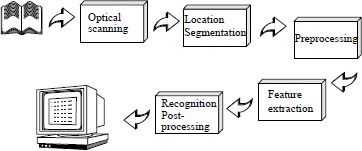 Optical
scanning
Location
Segmentation
Preprocessing
Feature
extraction
Recognition
Post-
processing